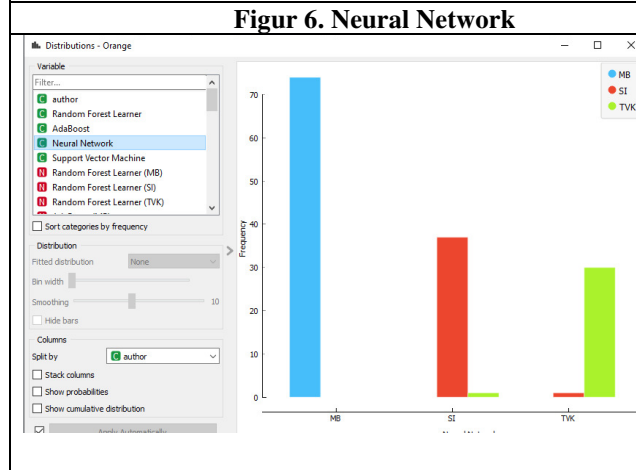 Figur 6. Neural Network
Distributions - Orange
Variable
Filter...
C author
C Random Forest Learner
C AdaBoost
C Neural Network
C Support Vector Machine
N Random Forest Learner (MB)
N Random Forest Learner (SI)
N Random Forest Learner (TVK)
Sort categories by frequency
Distribution
Fitted distribution None
Bin width
Smoothing 10
Hide bars
Columns
Split by C author
Stack columns
Show probabilities
Show cumulative distribution
Apply Automatically
MB
SI
TVK
Frequency
70
60
50
40
30
20
10
0
MB SI TVK